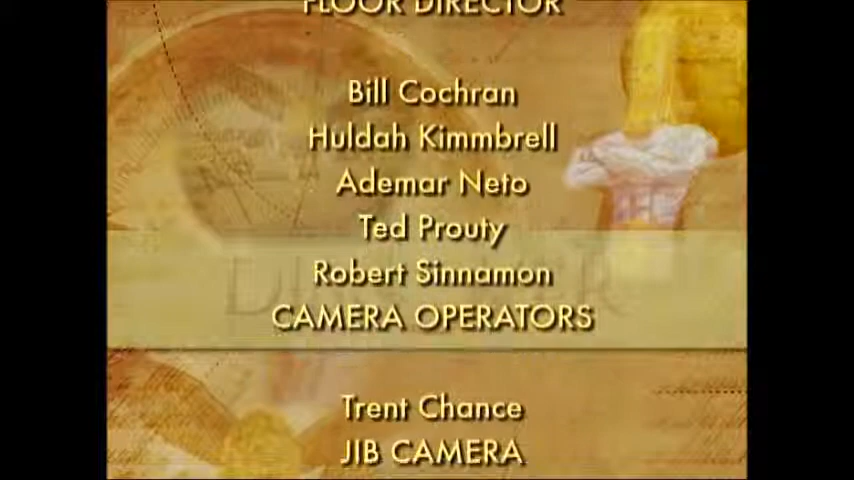 FLOOR DIRECTOR
Bill Cochran
Huldah Kimmbrell
Ademar Neto
Ted Prouty
Robert Sinnamon
CAMERA OPERATORS
Trent Chance
JIB CAMERA